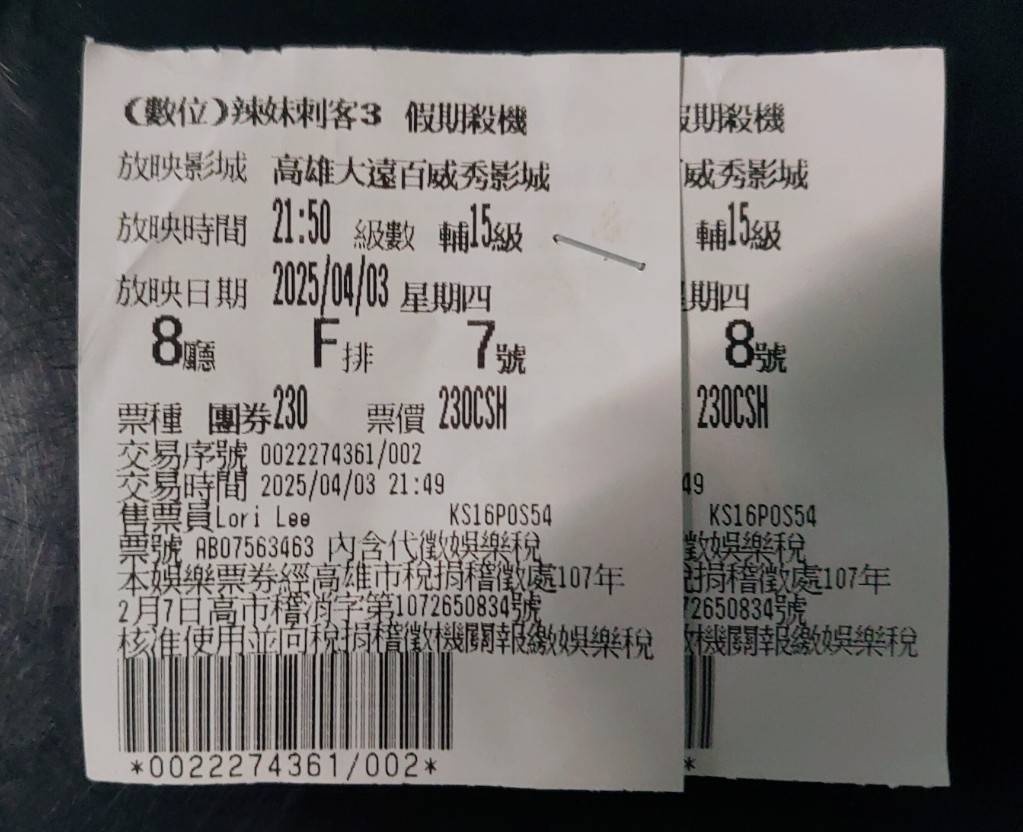 (數位)辣妹刺客3 假期殺機
放映影城 高雄大遠百威秀影城
放映時間 21:50 級數 輔15級
放映日期 2025/04/03 星期四
8廳 F排 7號
票種 團券230 票價 230CSH
交易序號 0022274361/002
交易時間 2025/04/03 21:49
售票員Lori Lee KS16POS54
票號 AB07563463 內含代徵娛樂稅
本娛樂票券經高雄市稅捐稽徵處107年
2月7日高市稽消字第1072650834號
核准使用並向稅捐稽徵機關報繳娛樂稅
*0022274361/002*
期殺機
威秀影城
輔15級
期四
8號
230CSH
49
KS16POS54
徵娛樂稅
捐稽徵處107年
72650834號
機關報繳娛樂稅
*